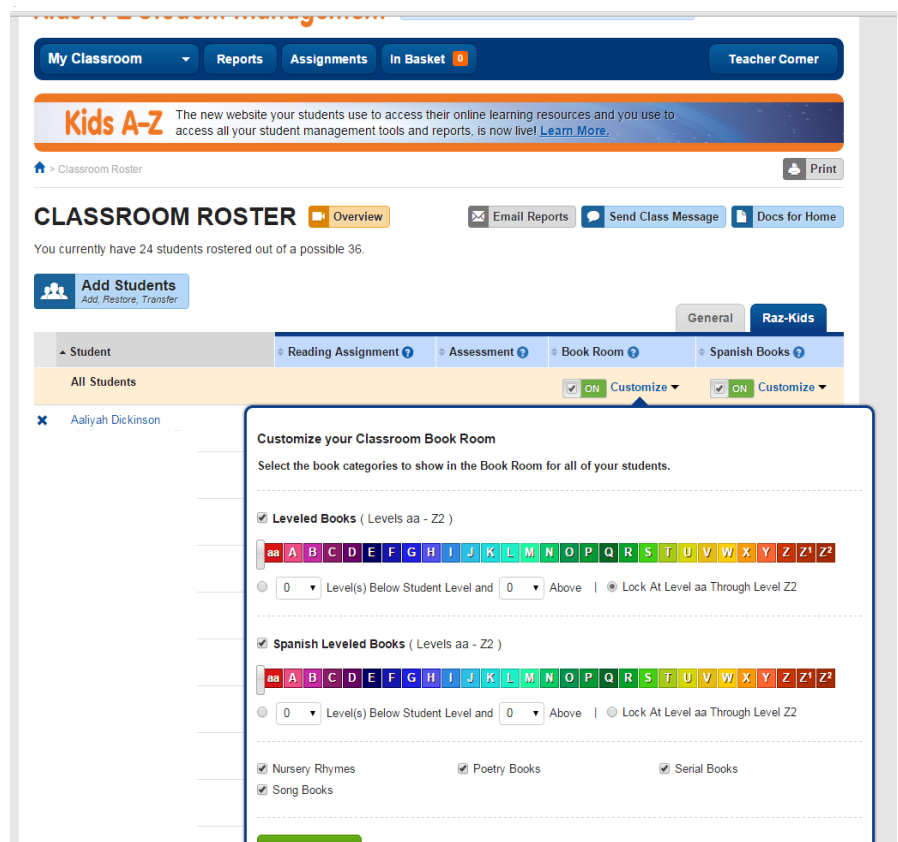 Kids A-Z Student Management
My Classroom Reports Assignments In Basket 0 Teacher Corner
Kids A-Z The new website your students use to access their online learning resources and you use to
access all your student management tools and reports, is now live! Learn More.
> Classroom Roster Print
CLASSROOM ROSTER Overview Email Reports Send Class Message Docs for Home
You currently have 24 students rostered out of a possible 36.
Add Students
Add, Restore, Transfer
General Raz-Kids
Student Reading Assignment ? Assessment ? Book Room ? Spanish Books ?
All Students ON Customize ON Customize
Aaliyah Dickinson
Customize your Classroom Book Room
Select the book categories to show in the Book Room for all of your students.
Leveled Books ( Levels aa - Z2 )
aa A B C D E F G H I J K L M N O P Q R S T U V W X Y Z Z1 Z2
0 Level(s) Below Student Level and 0 Above | Lock At Level aa Through Level Z2
Spanish Leveled Books ( Levels aa - Z2 )
aa A B C D E F G H I J K L M N O P Q R S T U V W X Y Z Z1 Z2
0 Level(s) Below Student Level and 0 Above | Lock At Level aa Through Level Z2
Nursery Rhymes Poetry Books Serial Books
Song Books